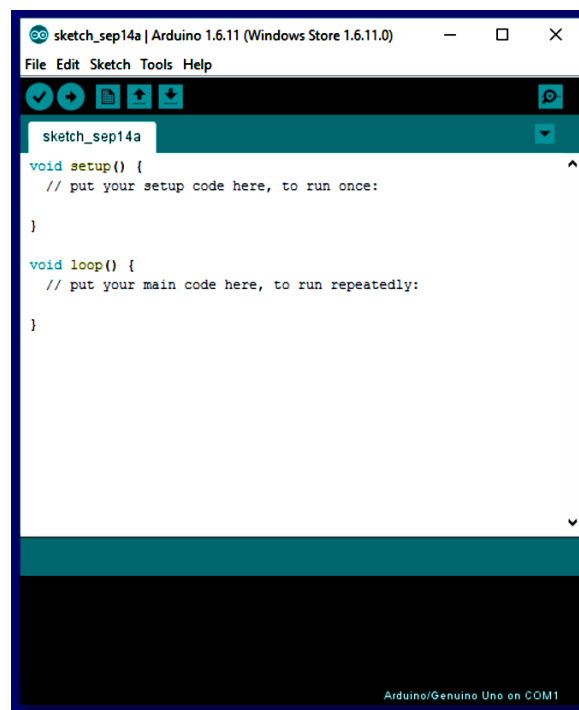 sketch_sep14a | Arduino 1.6.11 (Windows Store 1.6.11.0)
File Edit Sketch Tools Help
sketch_sep14a
void setup() {
  // put your setup code here, to run once:
}
void loop() {
  // put your main code here, to run repeatedly:
}
Arduino/Genuino Uno on COM1